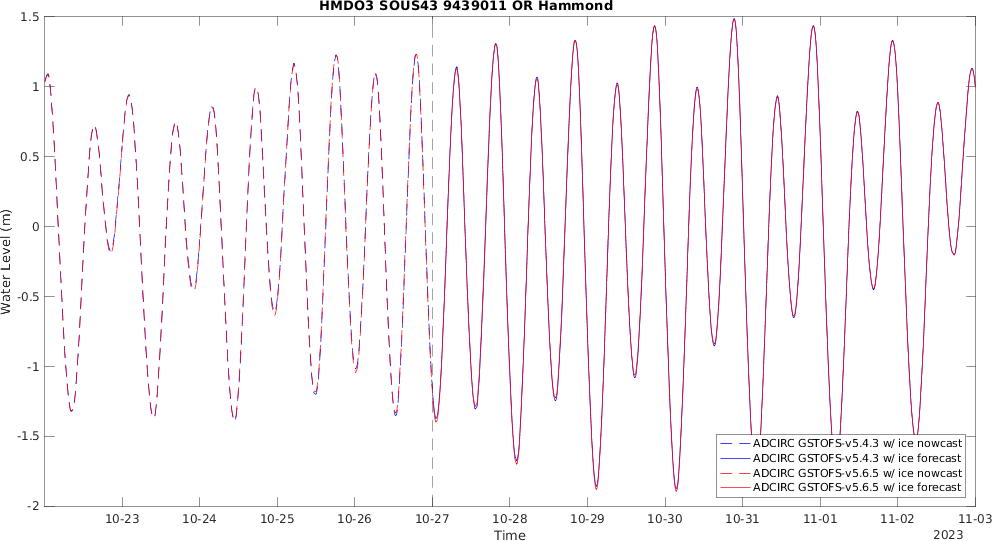 HMDO3 SOUS43 9439011 OR Hammond
1.5
1
0.5
0
-0.5
-1
-1.5
-2
Water Level (m)
ADCIRC GSTOFS-v5.4.3 w/ ice nowcast
ADCIRC GSTOFS-v5.4.3 w/ ice forecast
ADCIRC GSTOFS-v5.6.5 w/ ice nowcast
ADCIRC GSTOFS-v5.6.5 w/ ice forecast
10-23 10-24 10-25 10-26 10-27 10-28 10-29 10-30 10-31 11-01 11-02 11-03
Time
2023